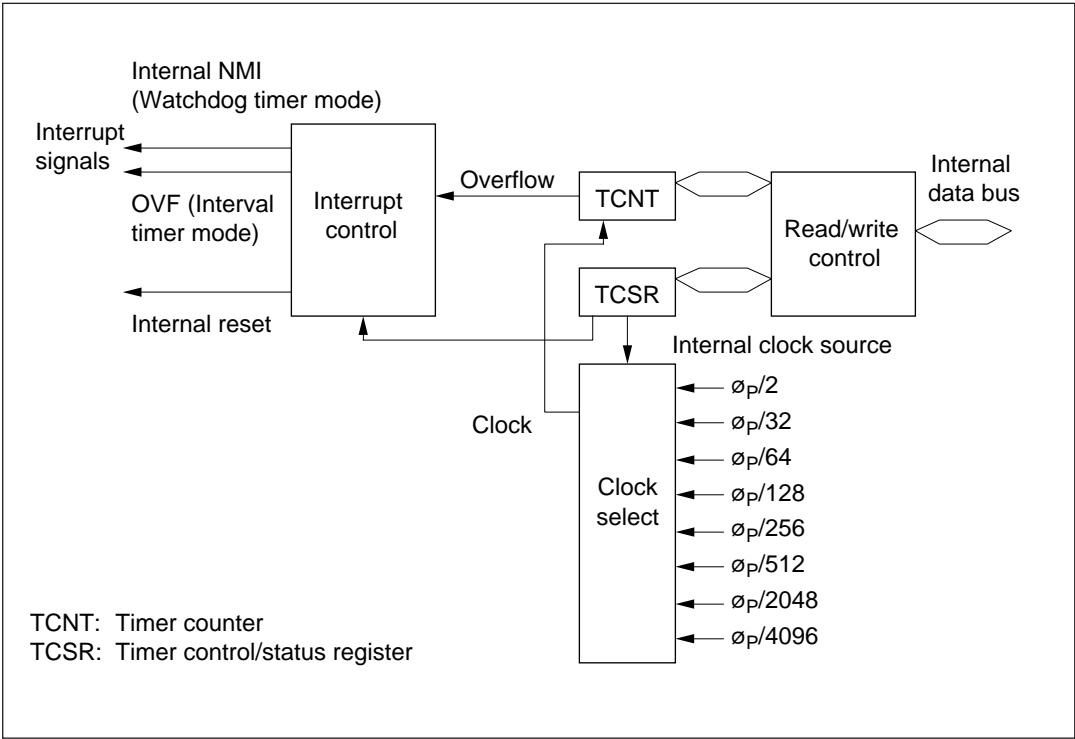 Internal NMI
(Watchdog timer mode)
Interrupt
signals
OVF (Interval
timer mode)
Internal reset
Interrupt
control
Overflow
TCNT
TCSR
Read/write
control
Internal
data bus
Internal clock source
Clock
Clock
select
øP/2
øP/32
øP/64
øP/128
øP/256
øP/512
øP/2048
øP/4096
TCNT: Timer counter
TCSR: Timer control/status register